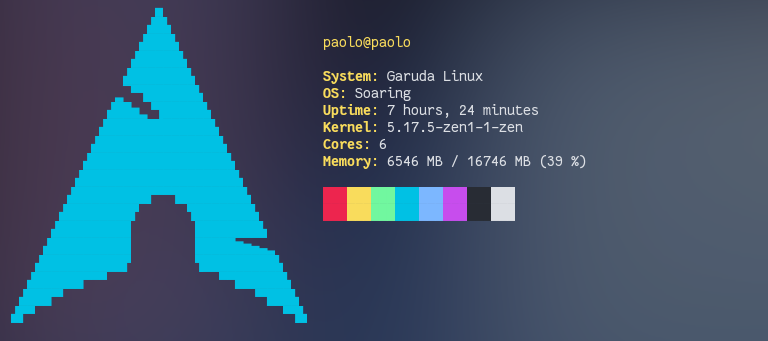 paolo@paolo
System: Garuda Linux
OS: Soaring
Uptime: 7 hours, 24 minutes
Kernel: 5.17.5-zen1-1-zen
Cores: 6
Memory: 6546 MB / 16746 MB (39 %)